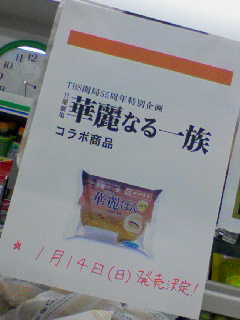 TBS開局55周年特別企画
日曜劇場
華麗なる一族
コラボ商品
華麗ぱん
1月14日(日)発売決定!